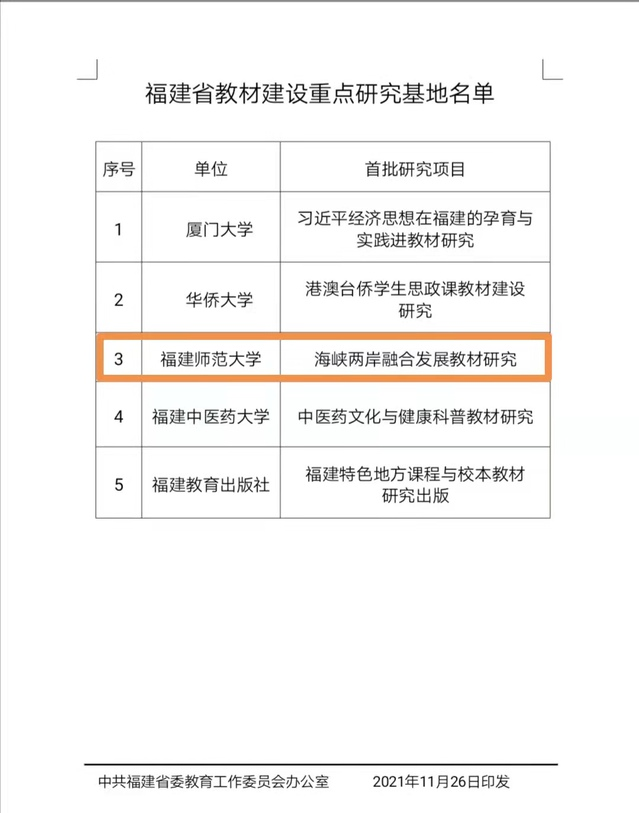 福建省教材建设重点研究基地名单
序号 单位 首批研究项目
1 厦门大学 习近平经济思想在福建的孕育与
实践进教材研究
2 华侨大学 港澳台侨学生思政课教材建设
研究
3 福建师范大学 海峡两岸融合发展教材研究
4 福建中医药大学 中医药文化与健康科普教材研究
5 福建教育出版社 福建特色地方课程与校本教材
研究出版
中共福建省委教育工作委员会办公室 2021年11月26日印发